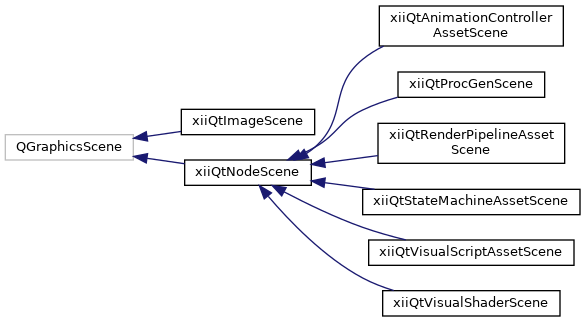 xiiQtAnimationController
AssetScene
xiiQtProcGenScene
xiiQtImageScene
QGraphicsScene
xiiQtRenderPipelineAsset
Scene
xiiQtNodeScene
xiiQtStateMachineAssetScene
xiiQtVisualScriptAssetScene
xiiQtVisualShaderScene